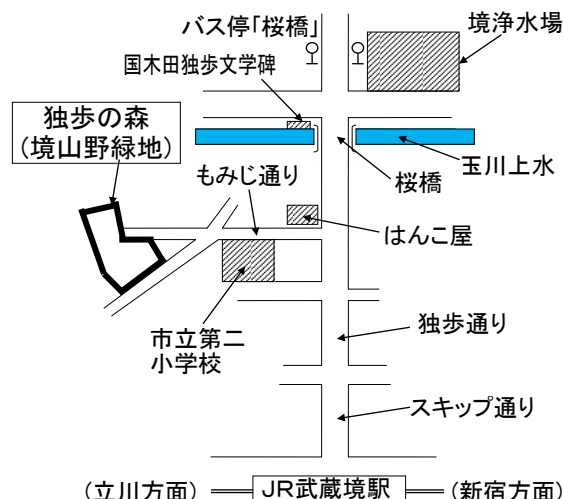 バス停「桜橋」
境浄水場
国木田独歩文学碑
独歩の森
(境山野緑地)
玉川上水
もみじ通り
桜橋
はんこ屋
市立第二
小学校
独歩通り
スキップ通り
(立川方面)
JR武蔵境駅
(新宿方面)